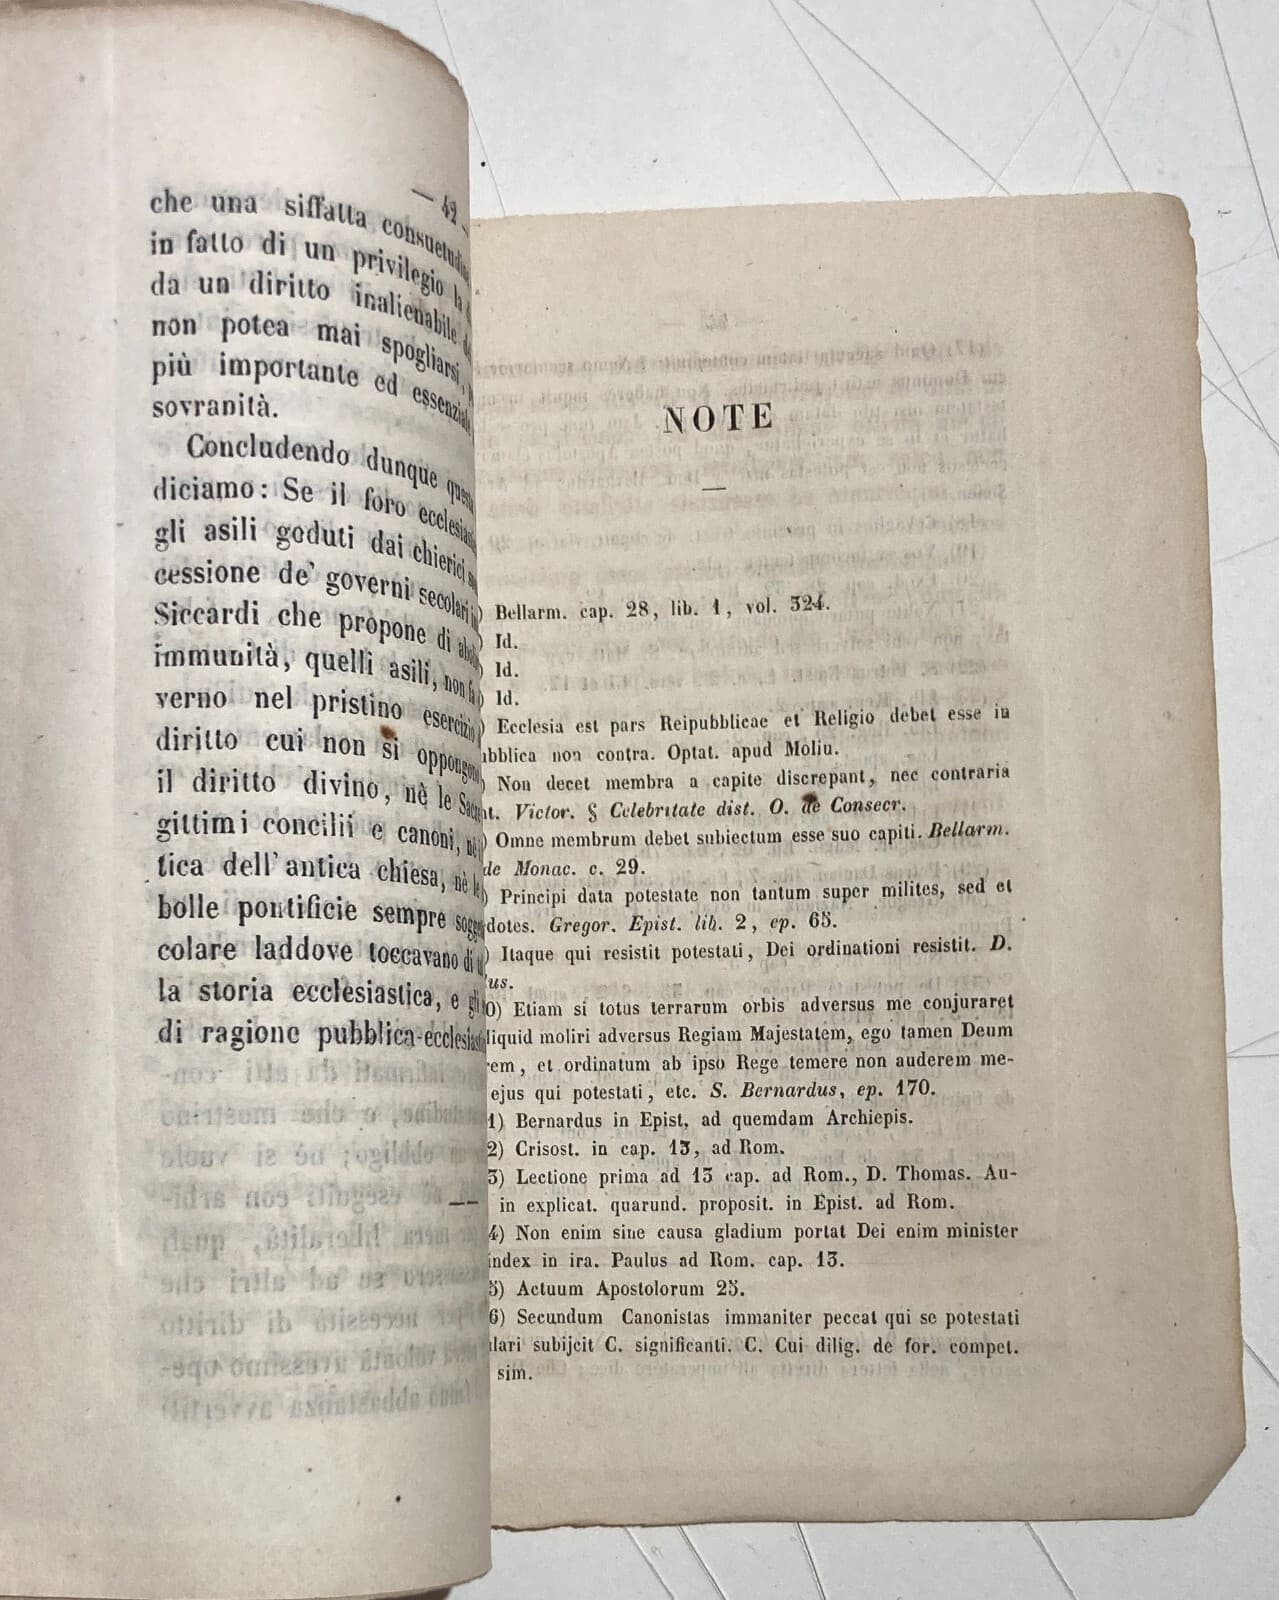 — 42
che una siffatta consuetudine
in fatto di un privilegio la
da un diritto inalienabile
non potea mai spogliarsi,
più importante ed essenziale
sovranità.
Concludendo dunque
diciamo: Se il foro
gli asili goduti dai chierici
cessione de' governi secolari
Siccardi che propone di
immunità, quelli asili, non
verno nel pristino esercizio
diritto cui non si oppongono
il diritto divino, nè le
gittimi concilii e canoni,
tica dell' antica chiesa, nè
bolle pontificie sempre
colare laddove toccavano di
la storia ecclesiastica, e
di ragione pubblica-
NOTE
) Bellarm. cap. 28, lib. 1, vol. 324.
) Id.
) Id.
) Id.
) Ecclesia est pars Reipubblicae et Religio debet esse in
bblica non contra. Optat. apud Moliu.
) Non decet membra a capite discrepant, nec contraria
nt. Victor. § Celebritate dist. O. de Consecr.
) Omne membrum debet subiectum esse suo capiti. Bellarm.
de Monac. c. 29.
) Principi data potestate non tantum super milites, sed et
dotes. Gregor. Epist. lib. 2, ep. 65.
) Itaque qui resistit potestati, Dei ordinationi resistit. D.
us.
0) Etiam si totus terrarum orbis adversus me conjuraret
liquid moliri adversus Regiam Majestatem, ego tamen Deum
rem, et ordinatum ab ipso Rege temere non auderem me-
ejus qui potestati, etc. S. Bernardus, ep. 170.
1) Bernardus in Epist. ad quemdam Archiepis.
2) Crisost. in cap. 13, ad Rom.
3) Lectione prima ad 13 cap. ad Rom., D. Thomas. Au-
in explicat. quarund. proposit. in Epist. ad Rom.
4) Non enim sine causa gladium portat Dei enim minister
index in ira. Paulus ad Rom. cap. 13.
5) Actuum Apostolorum 25.
6) Secundum Canonistas immaniter peccat qui se potestati
lari subijcit C. significanti. C. Cui dilig. de for. compet.
sim.